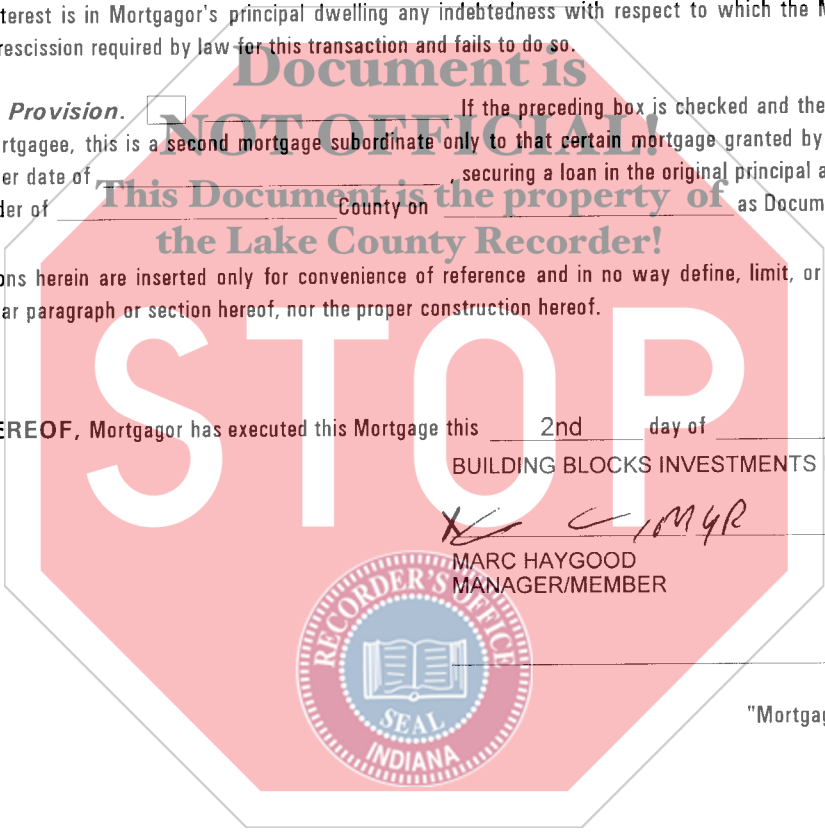 terest is in Mortgagor's principal dwelling any indebtedness with respect to which the M
rescission required by law for this transaction and fails to do so.
Document is
Provision. If the preceding box is checked and the
NOT OFFICIAL!
rtgagee, this is a second mortgage subordinate only to that certain mortgage granted by
er date of , securing a loan in the original principal a
This Document is the property of
der of County on as Docum
the Lake County Recorder!
ons herein are inserted only for convenience of reference and in no way define, limit, or
ar paragraph or section hereof, nor the proper construction hereof.
STOP
EREOF, Mortgagor has executed this Mortgage this 2nd day of
BUILDING BLOCKS INVESTMENTS
MGR
MARC HAYGOOD
MANAGER/MEMBER
RECORDER'S OFFICE
SEAL
INDIANA
"Mortgag